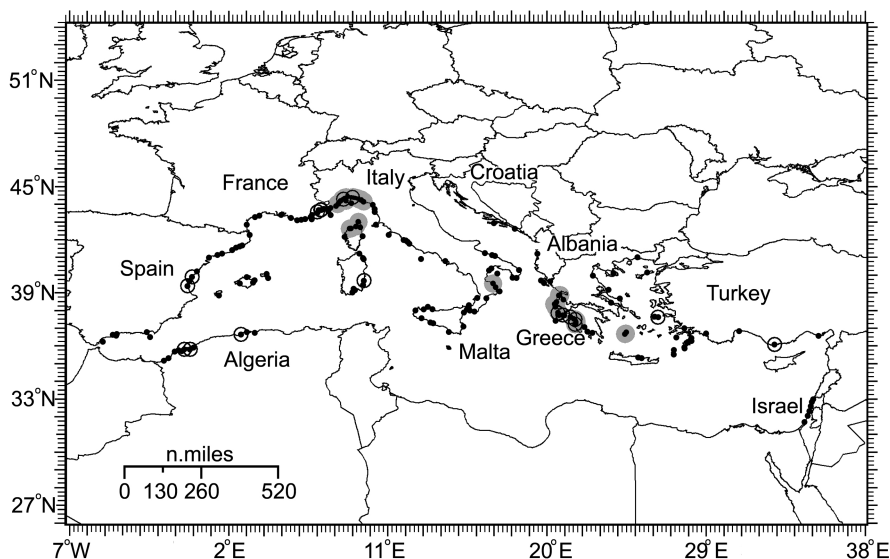 51°N
45°N
39°N
33°N
27°N
France
Italy
Croatia
Spain
Albania
Turkey
Algeria
Malta
Greece
Israel
n.miles
0 130 260 520
7°W 2°E 11°E 20°E 29°E 38°E